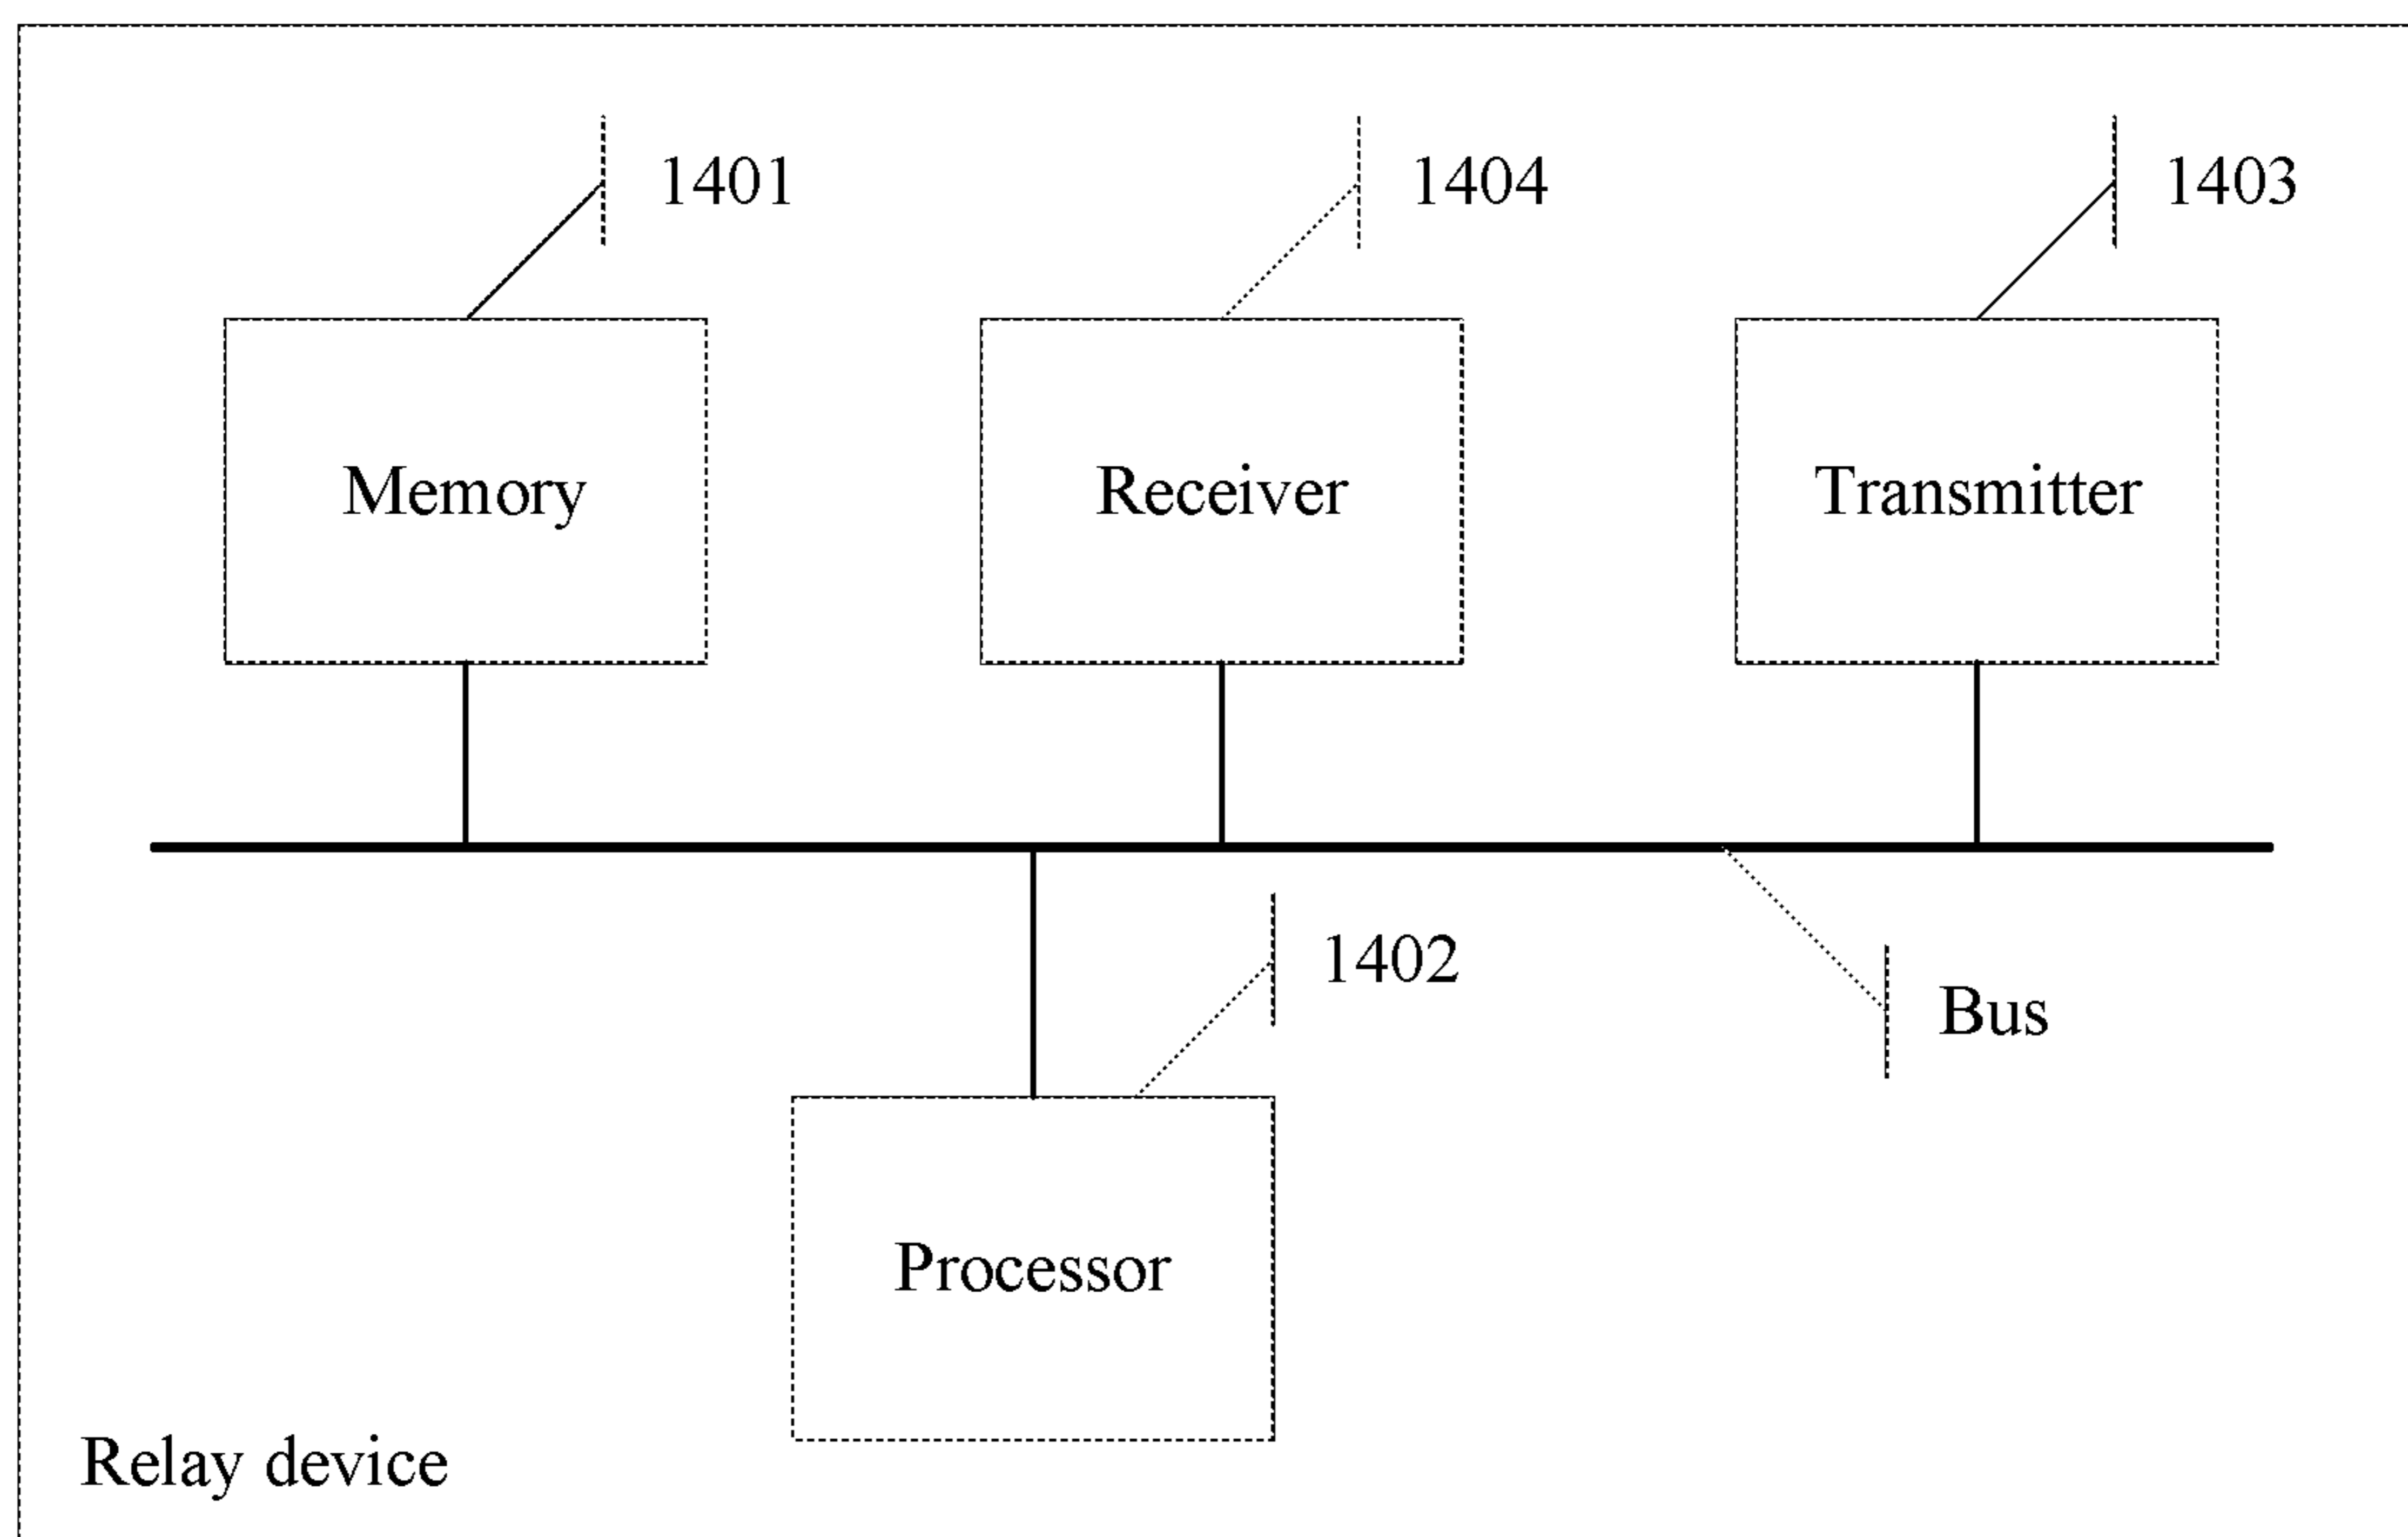 1401
1404
1403
Memory
Receiver
Transmitter
1402
Bus
Processor
Relay device